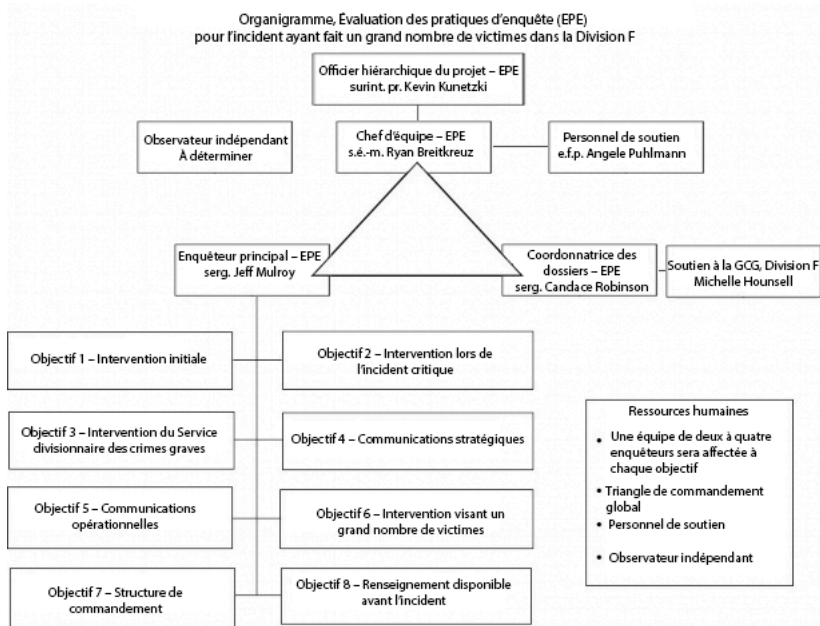 Organigramme, Évaluation des pratiques d’enquête (EPE)
pour l’incident ayant fait un grand nombre de victimes dans la Division F
Officier hiérarchique du projet – EPE
surint. pr. Kevin Kunetzki
Observateur indépendant
À déterminer
Chef d’équipe – EPE
s.é.-m. Ryan Breitkreuz
Personnel de soutien
e.f.p. Angele Puhlmann
Enquêteur principal – EPE
serg. Jeff Mulroy
Coordonnatrice des
dossiers – EPE
serg. Candace Robinson
Soutien à la GCG, Division F
Michelle Hounsell
Objectif 1 – Intervention initiale
Objectif 2 – Intervention lors de
l’incident critique
Objectif 3 – Intervention du Service
divisionnaire des crimes graves
Objectif 4 – Communications stratégiques
Objectif 5 – Communications
opérationnelles
Objectif 6 – Intervention visant un
grand nombre de victimes
Objectif 7 – Structure de
commandement
Objectif 8 – Renseignement disponible
avant l’incident
Ressources humaines
• Une équipe de deux à quatre
enquêteurs sera affectée à
chaque objectif
• Triangle de commandement
global
• Personnel de soutien
• Observateur indépendant